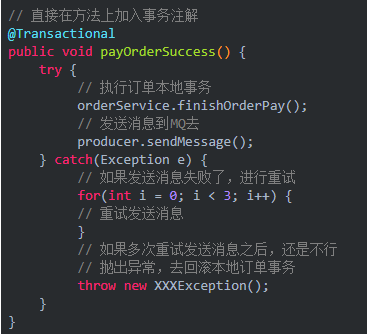 // 直接在方法上加入事务注解
@Transactional
public void payOrderSuccess() {
try {
// 执行订单本地事务
orderService.finishOrderPay();
// 发送消息到MQ去
producer.sendMessage();
} catch(Exception e) {
// 如果发送消息失败了，进行重试
for(int i = 0; i < 3; i++) {
// 重试发送消息
}
// 如果多次重试发送消息之后，还是不行
// 抛出异常，去回滚本地订单事务
throw new XXXException();
}
}